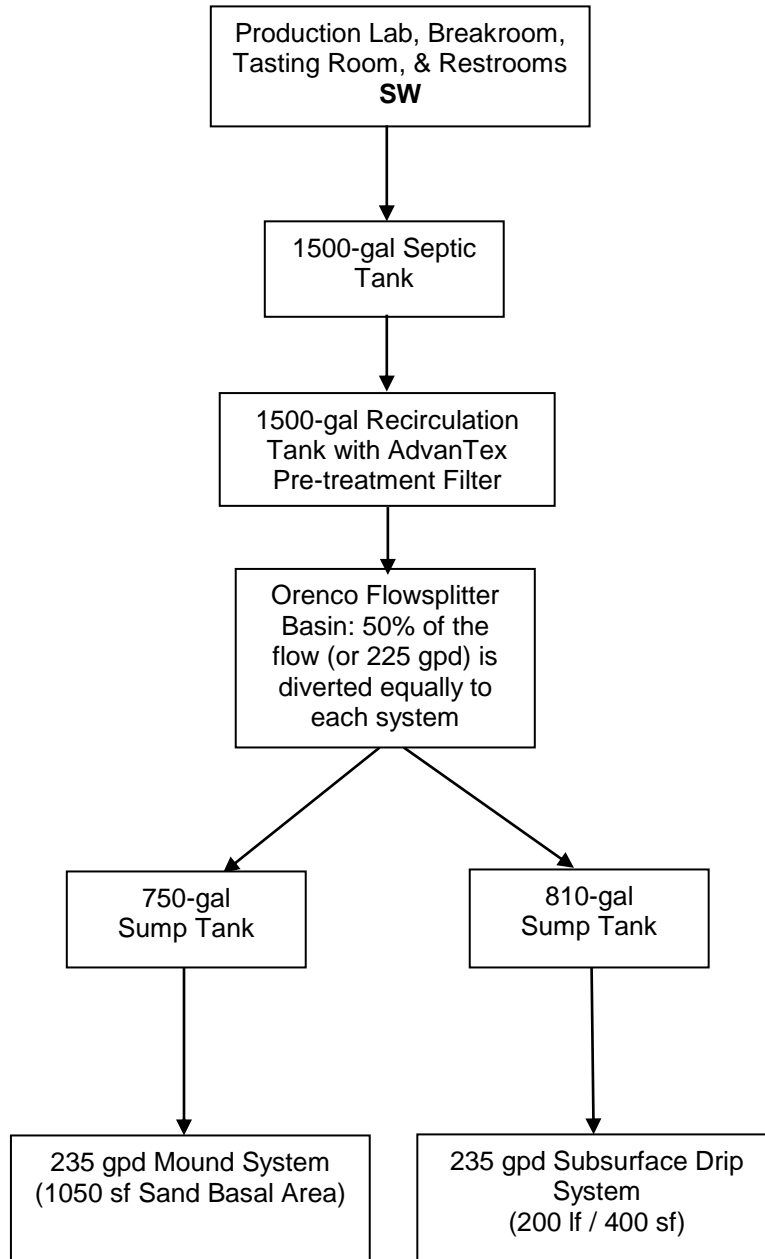 Production Lab, Breakroom,
Tasting Room, & Restrooms
SW
1500-gal Septic
Tank
1500-gal Recirculation
Tank with AdvanTex
Pre-treatment Filter
Orenco Flowsplitter
Basin: 50% of the
flow (or 225 gpd) is
diverted equally to
each system
750-gal
Sump Tank
810-gal
Sump Tank
235 gpd Mound System
(1050 sf Sand Basal Area)
235 gpd Subsurface Drip
System
(200 lf / 400 sf)